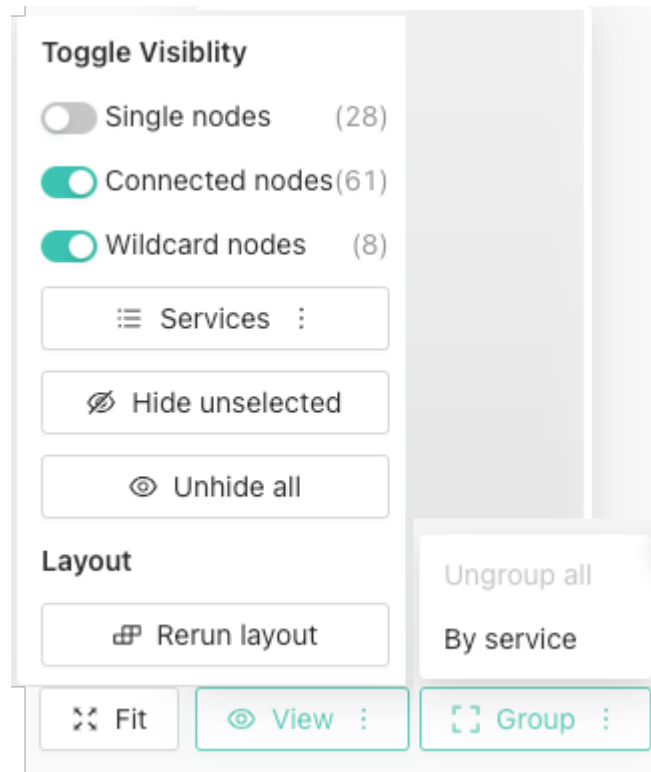 Toggle Visiblity
Single nodes (28)
Connected nodes(61)
Wildcard nodes (8)
Services
Hide unselected
Unhide all
Layout
Rerun layout
Ungroup all
By service
Fit View Group